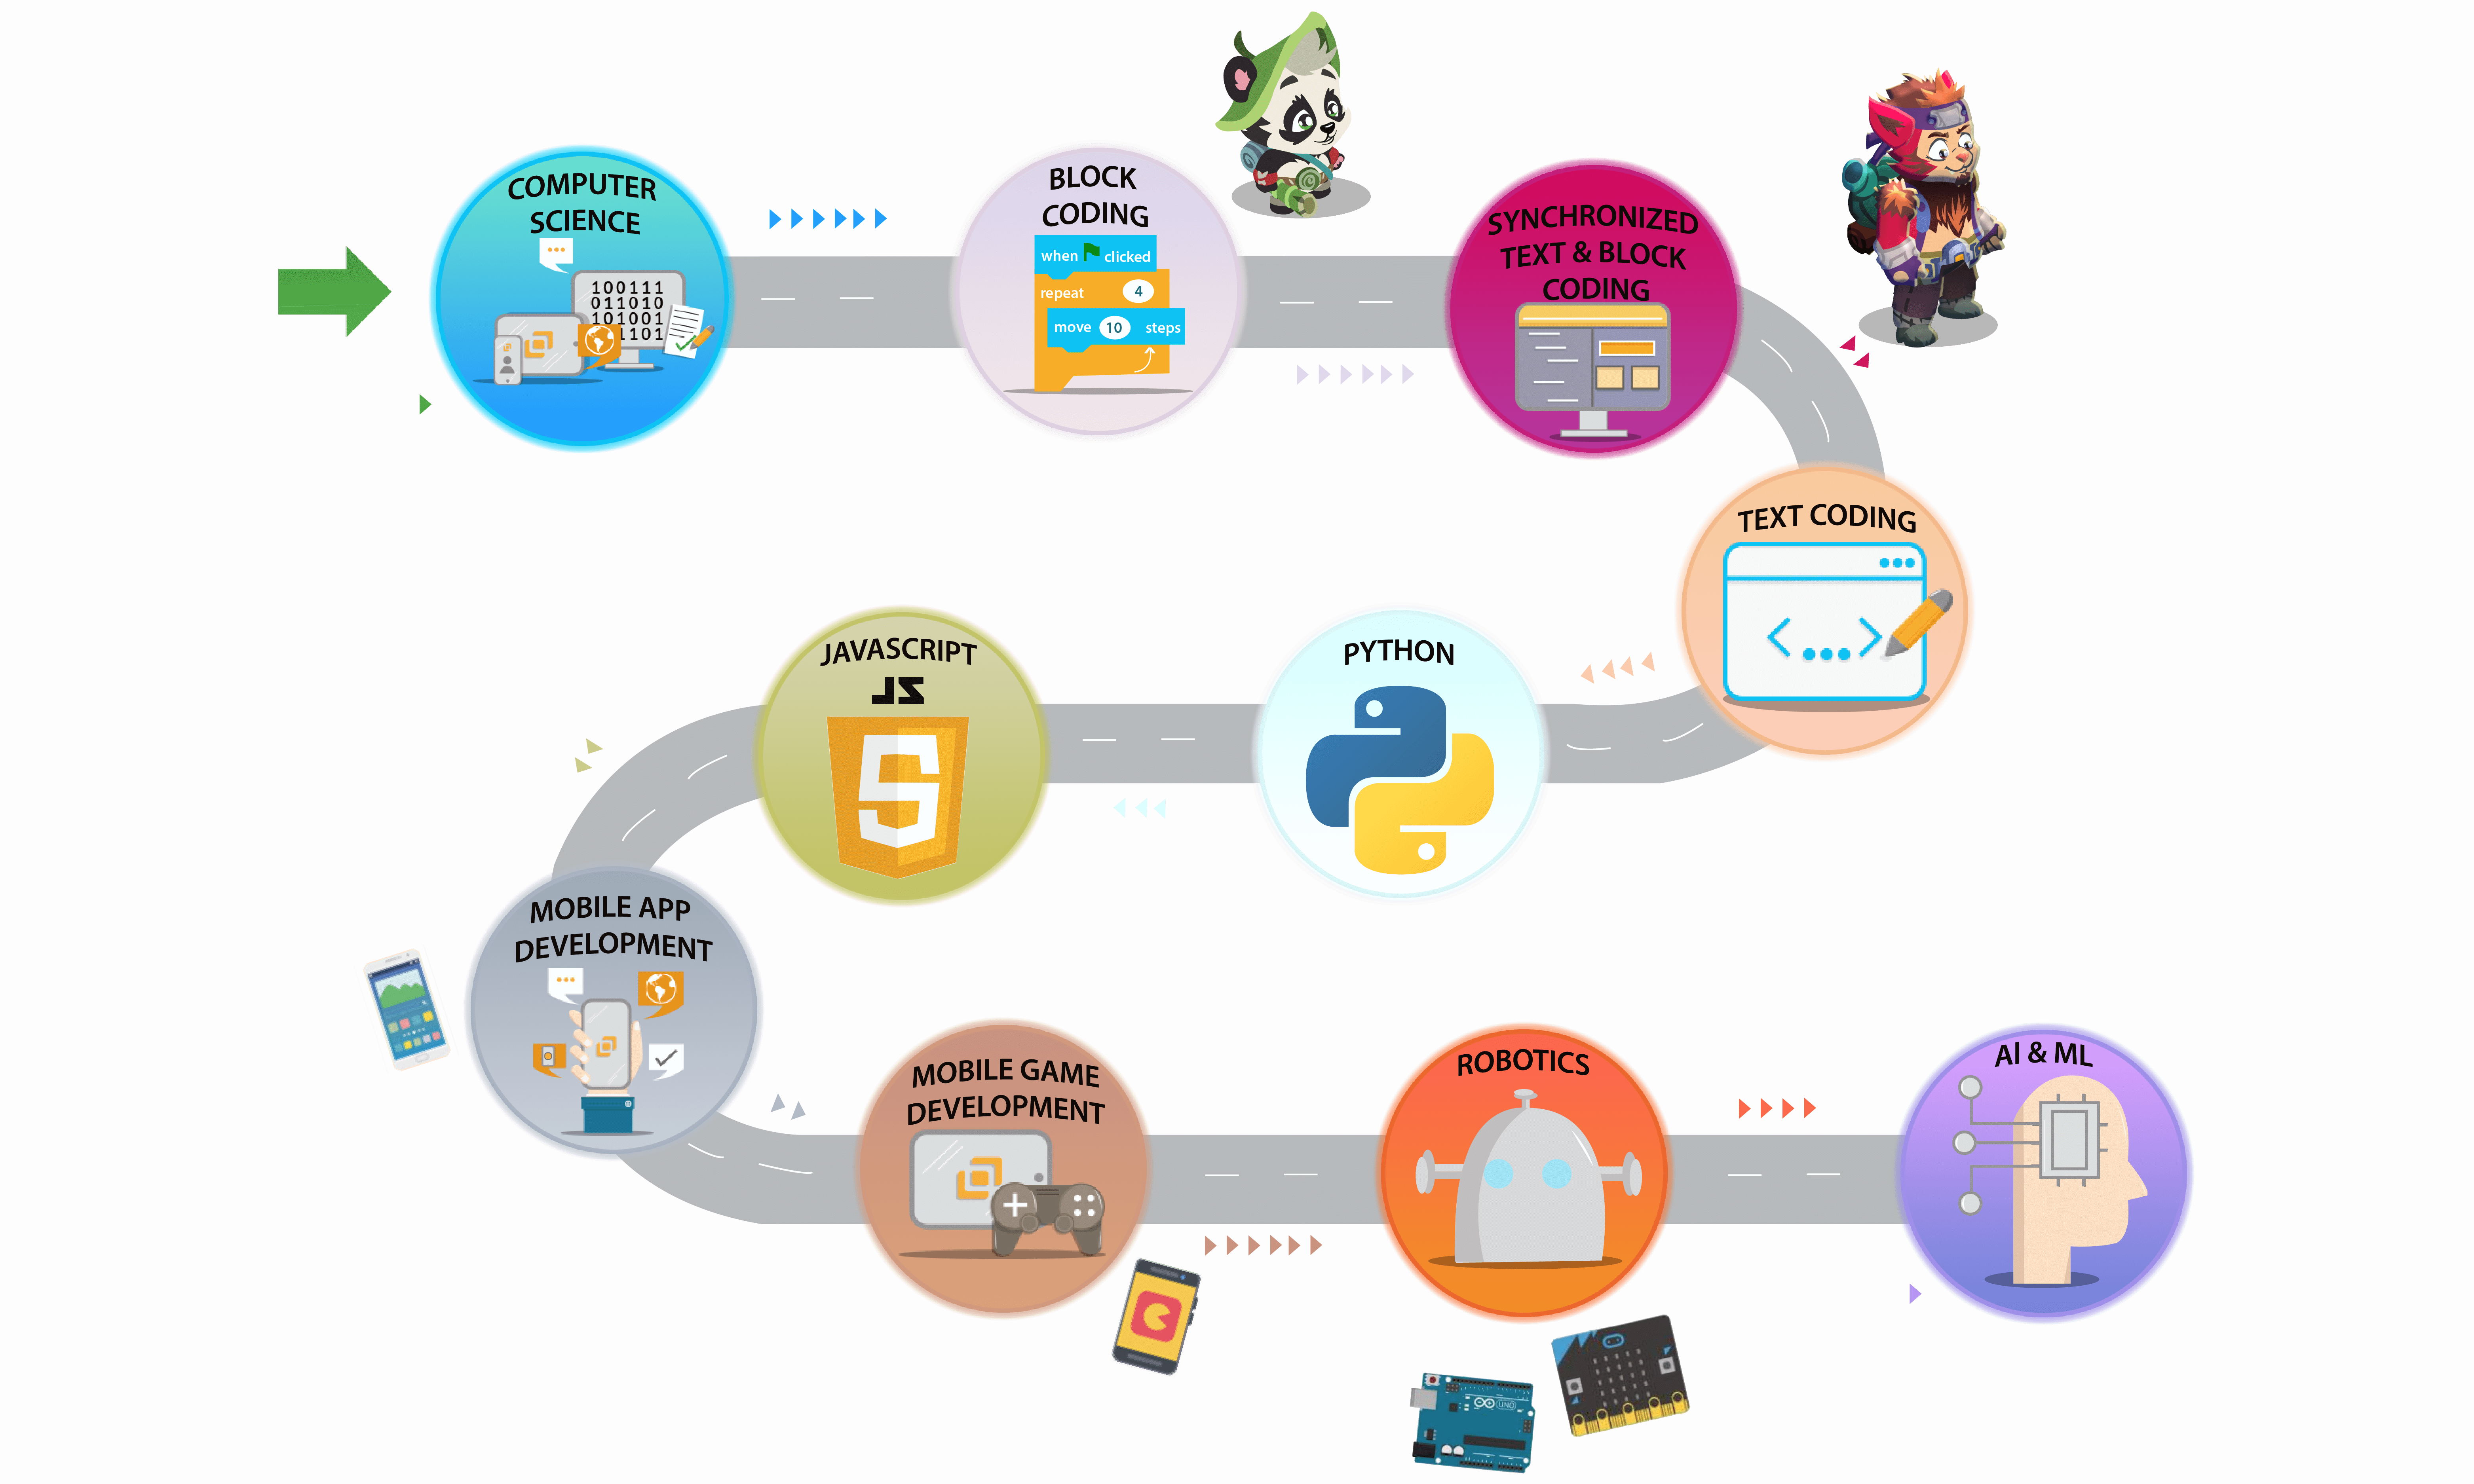 COMPUTER
SCIENCE
100111
011010
101001
1101
BLOCK
CODING
when clicked
repeat 4
move 10 steps
SYNCHRONIZED
TEXT & BLOCK
CODING
TEXT CODING
<...>
PYTHON
JAVASCRIPT
JS
5
MOBILE APP
DEVELOPMENT
MOBILE GAME
DEVELOPMENT
ROBOTICS
AI & ML
UNO